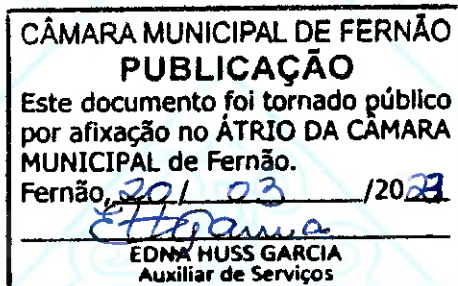 CÂMARA MUNICIPAL DE FERNÃO
PUBLICAÇÃO
Este documento foi tornado público
por afixação no ÁTRIO DA CÂMARA
MUNICIPAL de Fernão.
Fernão, 20/ 03 /20
EDNA HUSS GARCIA
Auxiliar de Serviços